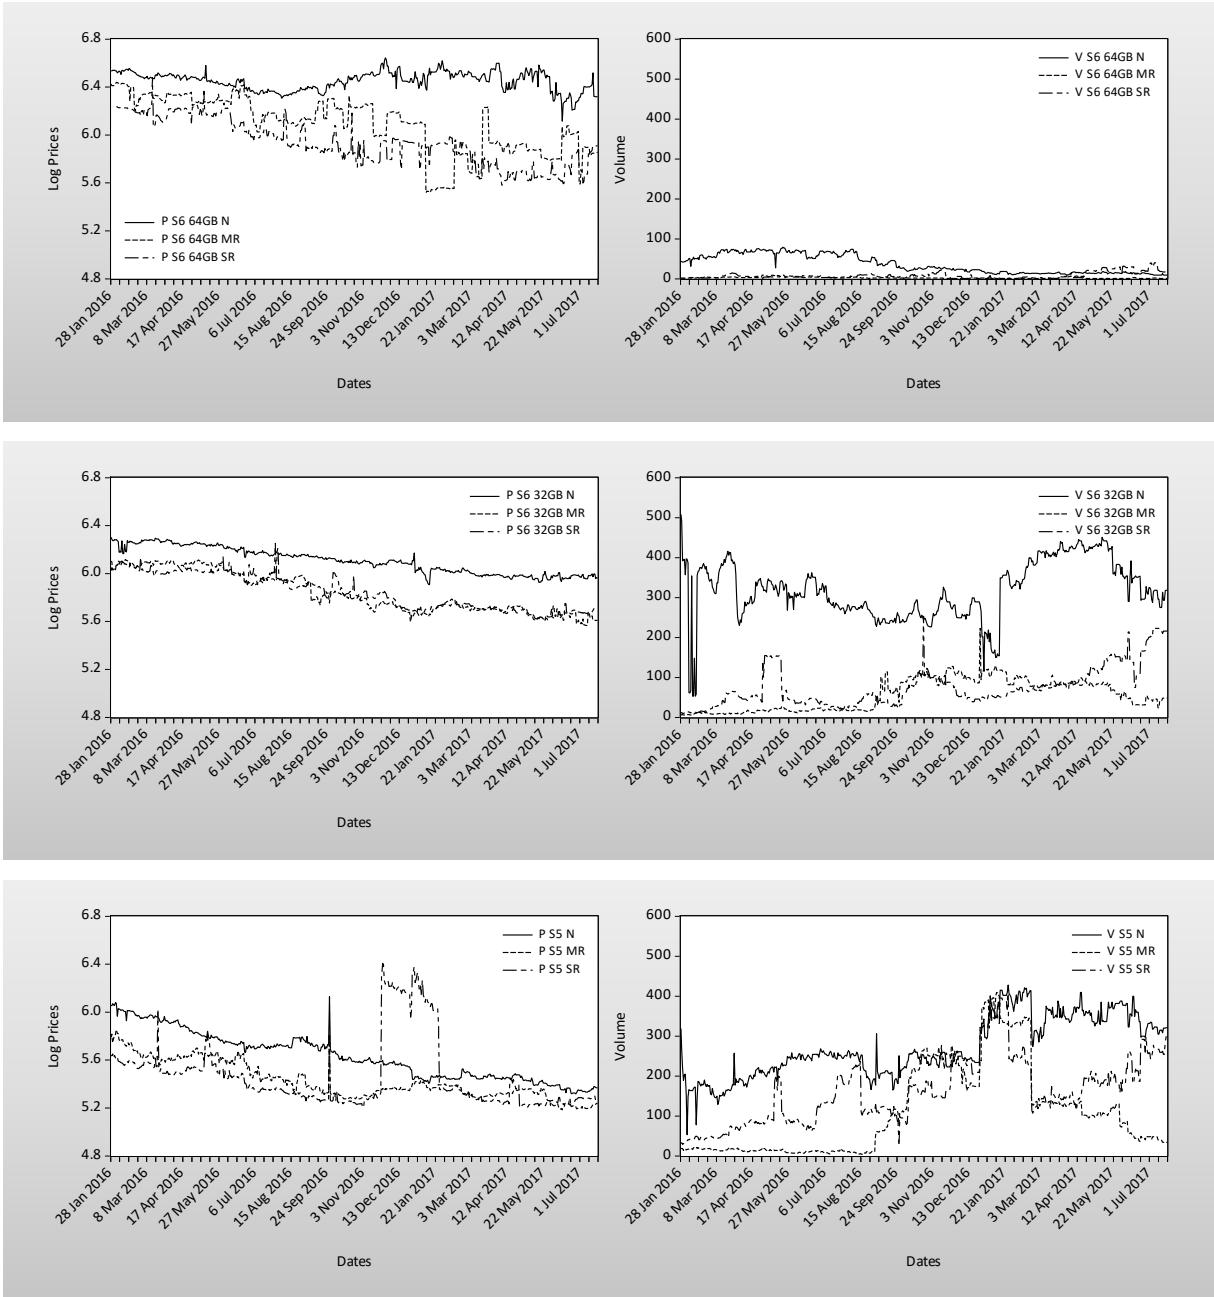 6.8
6.4
6.0
5.6
5.2
4.8
Log Prices
P S6 64GB N
P S6 64GB MR
P S6 64GB SR
28 Jan 2016
8 Mar 2016
17 Apr 2016
27 May 2016
6 Jul 2016
15 Aug 2016
24 Sep 2016
3 Nov 2016
13 Dec 2016
22 Jan 2017
3 Mar 2017
12 Apr 2017
22 May 2017
1 Jul 2017
Dates
600
500
400
300
200
100
0
Volume
V S6 64GB N
V S6 64GB MR
V S6 64GB SR
28 Jan 2016
8 Mar 2016
17 Apr 2016
27 May 2016
6 Jul 2016
15 Aug 2016
24 Sep 2016
3 Nov 2016
13 Dec 2016
22 Jan 2017
3 Mar 2017
12 Apr 2017
22 May 2017
1 Jul 2017
Dates
6.8
6.4
6.0
5.6
5.2
4.8
Log Prices
P S6 32GB N
P S6 32GB MR
P S6 32GB SR
28 Jan 2016
8 Mar 2016
17 Apr 2016
27 May 2016
6 Jul 2016
15 Aug 2016
24 Sep 2016
3 Nov 2016
13 Dec 2016
22 Jan 2017
3 Mar 2017
12 Apr 2017
22 May 2017
1 Jul 2017
Dates
600
500
400
300
200
100
0
V S6 32GB N
V S6 32GB MR
V S6 32GB SR
28 Jan 2016
8 Mar 2016
17 Apr 2016
27 May 2016
6 Jul 2016
15 Aug 2016
24 Sep 2016
3 Nov 2016
13 Dec 2016
22 Jan 2017
3 Mar 2017
12 Apr 2017
22 May 2017
1 Jul 2017
6.8
6.4
6.0
5.6
5.2
4.8
Log Prices
P S5 N
P S5 MR
P S5 SR
28 Jan 2016
8 Mar 2016
17 Apr 2016
27 May 2016
6 Jul 2016
15 Aug 2016
24 Sep 2016
3 Nov 2016
13 Dec 2016
22 Jan 2017
3 Mar 2017
12 Apr 2017
22 May 2017
1 Jul 2017
Dates
600
500
400
300
200
100
0
Volume
V S5 N
V S5 MR
V S5 SR
28 Jan 2016
8 Mar 2016
17 Apr 2016
27 May 2016
6 Jul 2016
15 Aug 2016
24 Sep 2016
3 Nov 2016
13 Dec 2016
22 Jan 2017
3 Mar 2017
12 Apr 2017
22 May 2017
1 Jul 2017
Dates